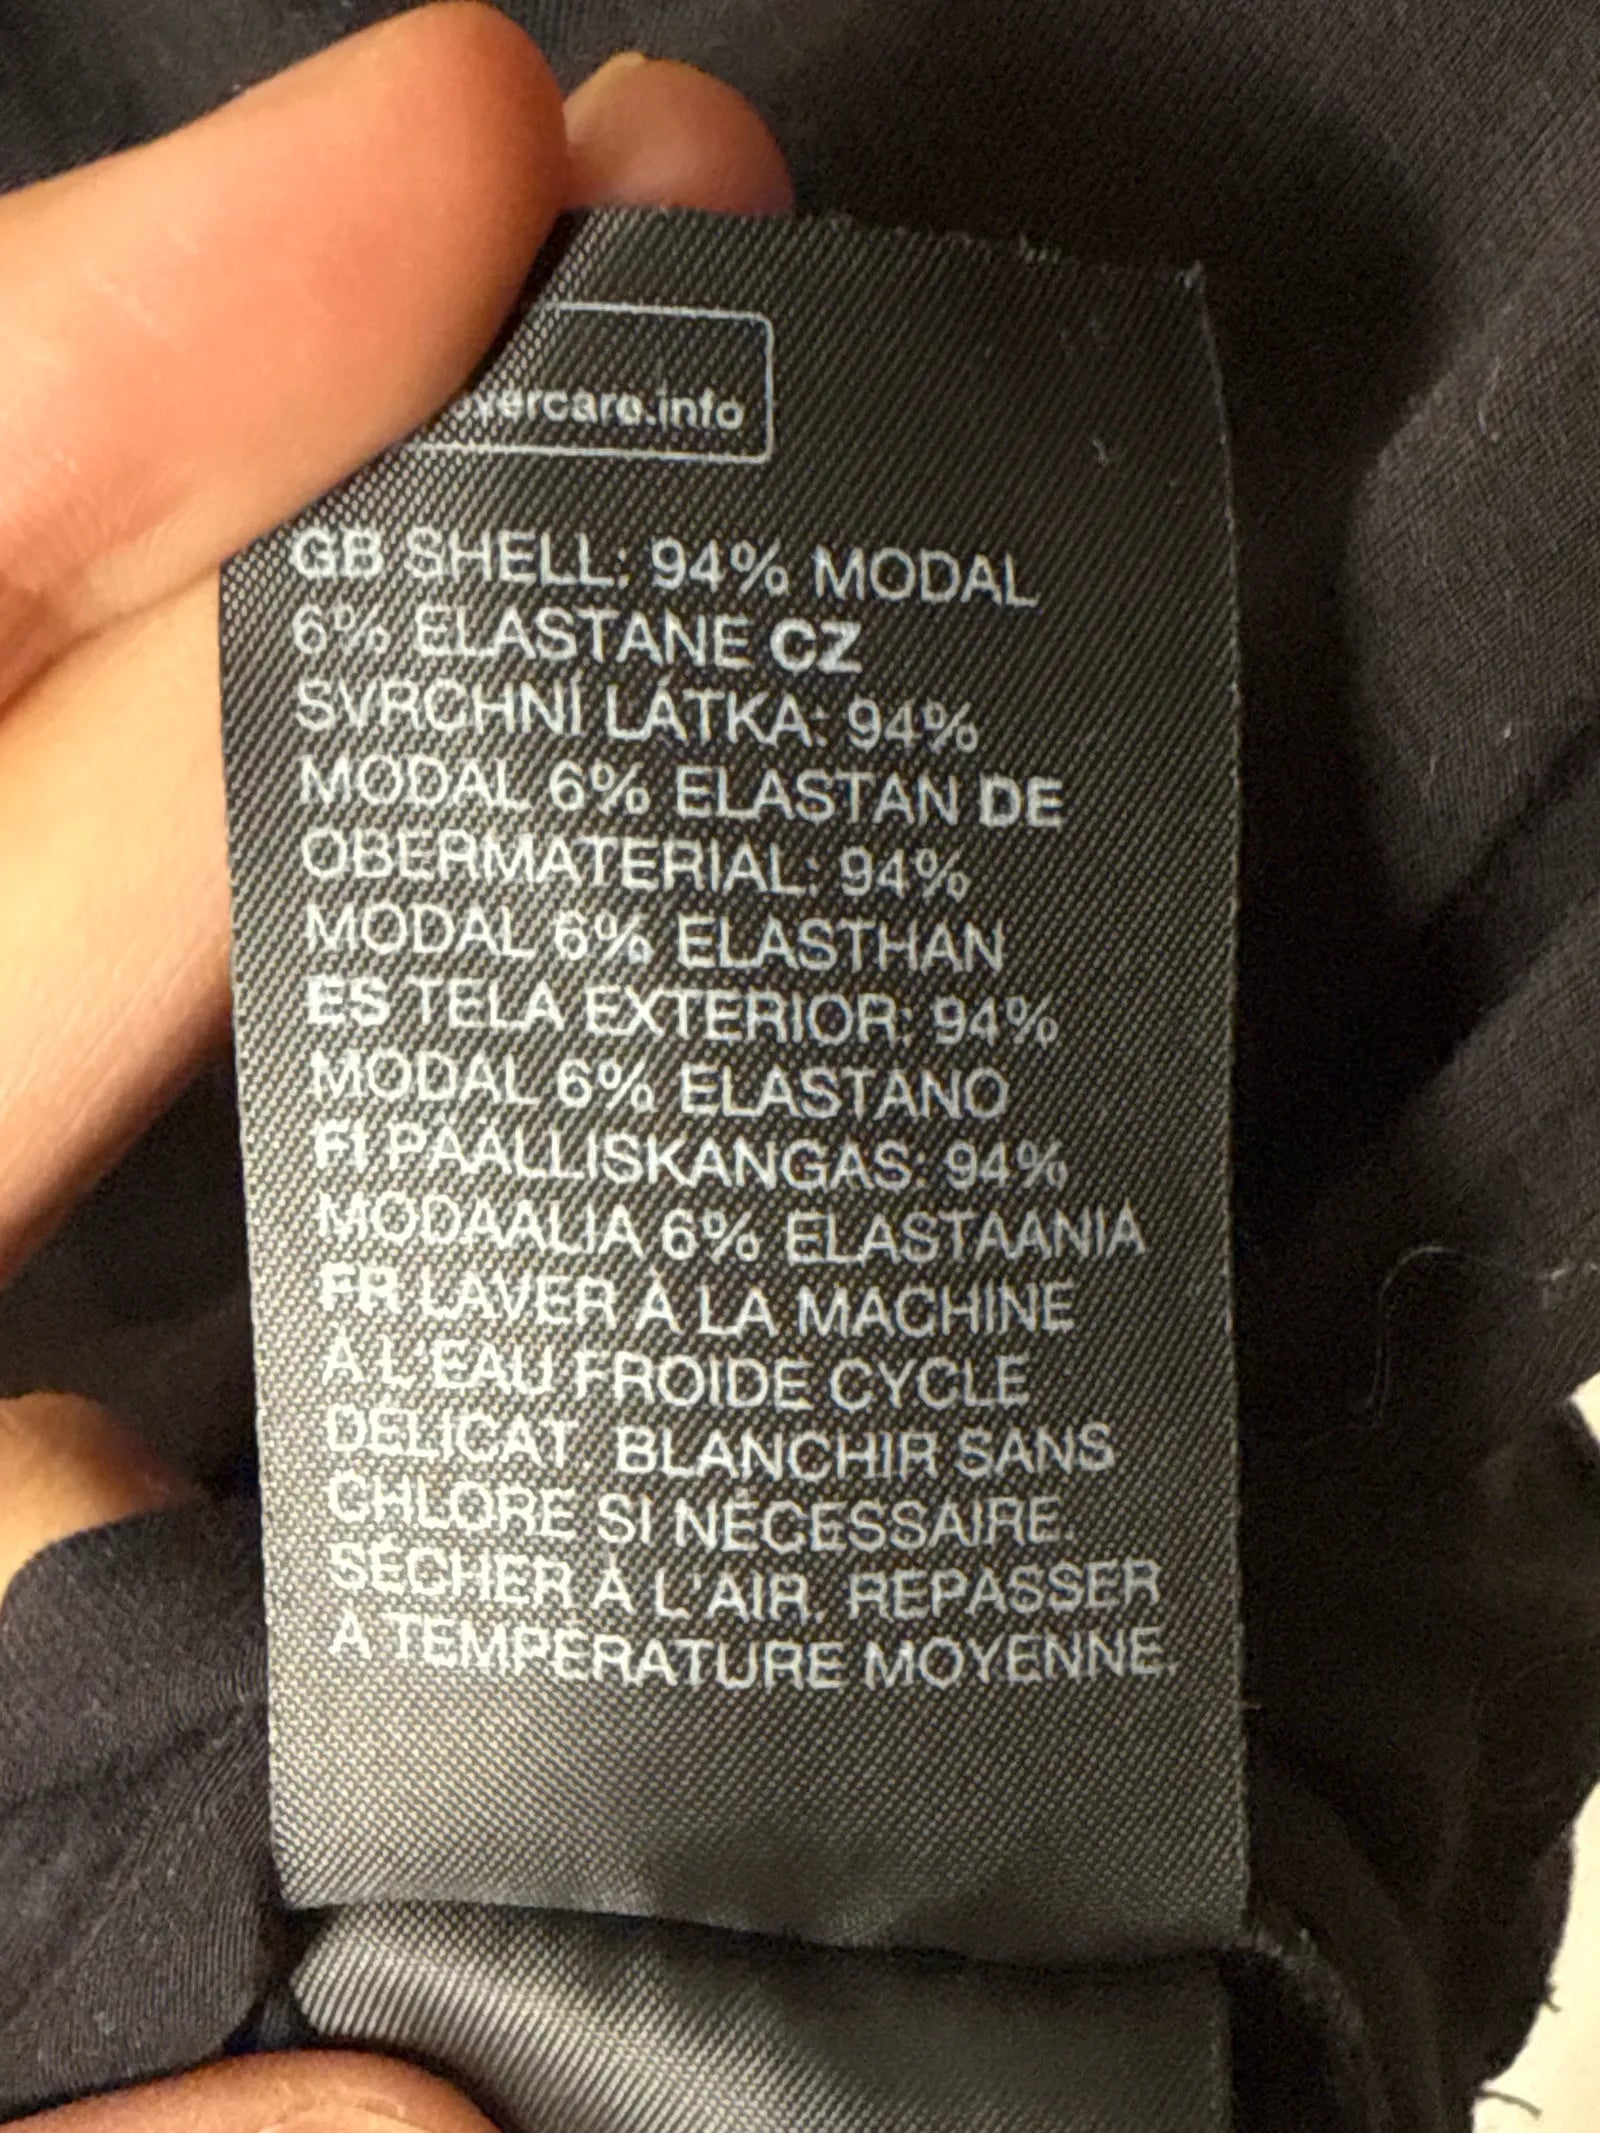 vercare.info
GB SHELL: 94% MODAL
6% ELASTANE CZ
SVRCHNÍ LÁTKA: 94%
MODAL 6% ELASTAN DE
OBERMATERIAL: 94%
MODAL 6% ELASTHAN
ES TELA EXTERIOR: 94%
MODAL 6% ELASTANO
FI PÄÄLLISKANGAS: 94%
MODAALIA 6% ELASTAANIA
FR LAVER À LA MACHINE
À L'EAU FROIDE CYCLE
DÉLICAT. BLANCHIR SANS
CHLORE SI NÉCESSAIRE.
SÉCHER À L'AIR. REPASSER
À TEMPÉRATURE MOYENNE.